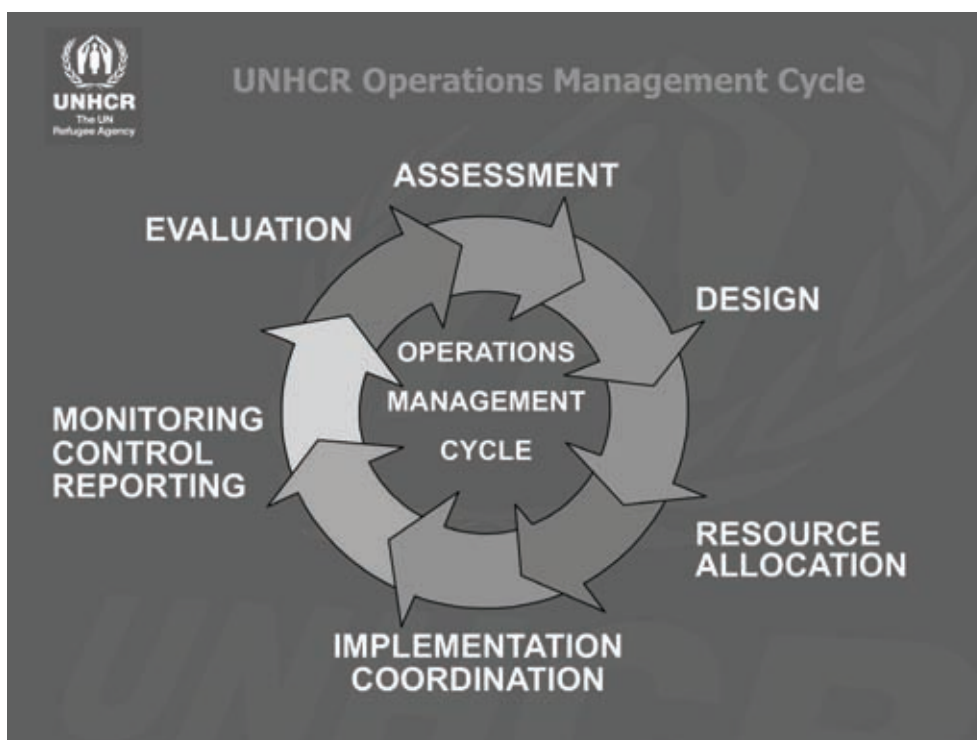 UNHCR
The UN
Refugee Agency
UNHCR Operations Management Cycle
ASSESSMENT
EVALUATION
DESIGN
OPERATIONS
MANAGEMENT
CYCLE
MONITORING
CONTROL
REPORTING
RESOURCE
ALLOCATION
IMPLEMENTATION
COORDINATION
UNHCR